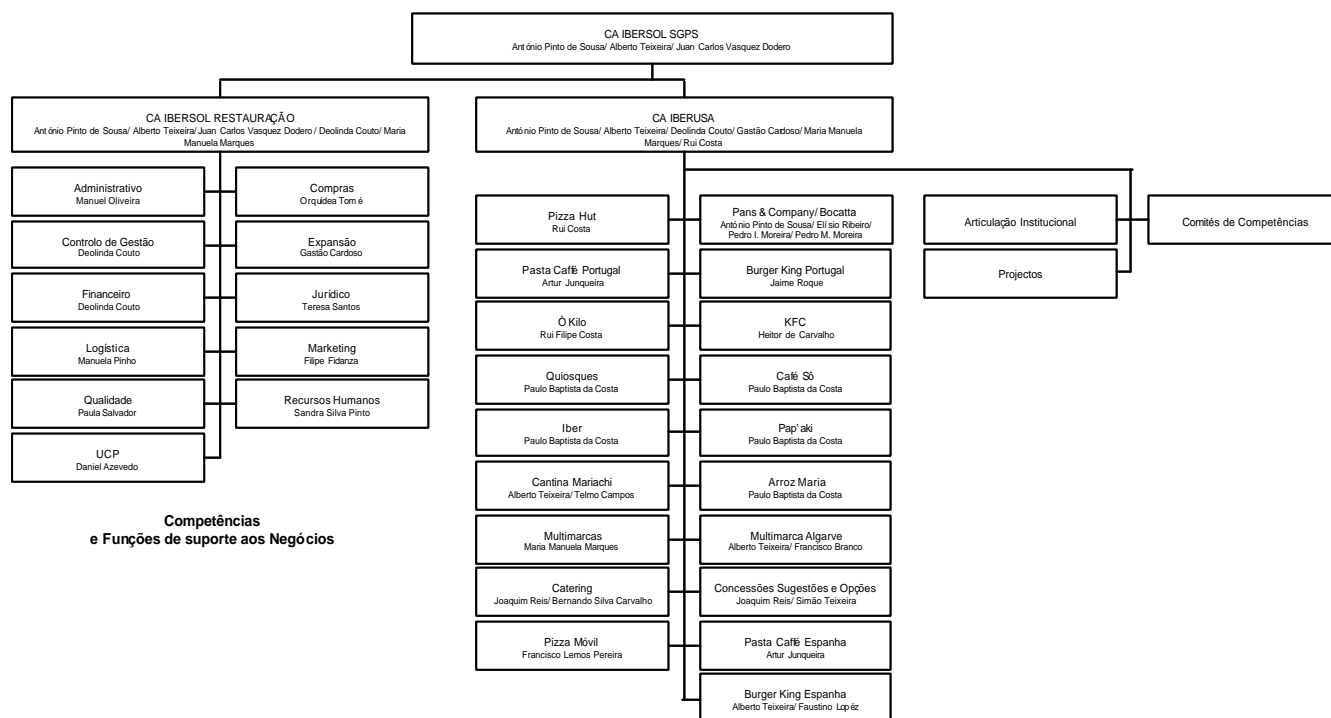 CA IBERSOL SGPS
António Pinto de Sousa/ Alberto Teixeira/ Juan Carlos Vasquez Dodero
CA IBERSOL RESTAURAÇÃO
António Pinto de Sousa/ Alberto Teixeira/Juan Carlos Vasquez Dodero / Deolinda Couto/ Maria
Manuela Marques
CA IBERUSA
António Pinto de Sousa/ Alberto Teixeira/ Deolinda Couto/ Gastão Cardoso/ Maria Manuela
Marques/ Rui Costa
Administrativo
Manuel Oliveira
Compras
Orquídea Tomé
Controlo de Gestão
Deolinda Couto
Expansão
Gastão Cardoso
Financeiro
Deolinda Couto
Jurídico
Teresa Santos
Logística
Manuela Pinho
Marketing
Filipe Fidanza
Qualidade
Paula Salvador
Recursos Humanos
Sandra Silva Pinto
UCP
Daniel Azevedo
Competências
e Funções de suporte aos Negócios
Pizza Hut
Rui Costa
Pans & Company/ Bocatta
António Pinto de Sousa/ Elísio Ribeiro/
Pedro I. Moreira/ Pedro M. Moreira
Pasta Caffé Portugal
Artur Junqueira
Burger King Portugal
Jaime Roque
Ò Kilo
Rui Filipe Costa
KFC
Heitor de Carvalho
Quiosques
Paulo Baptista da Costa
Café Sô
Paulo Baptista da Costa
Iber
Paulo Baptista da Costa
Pap'aki
Paulo Baptista da Costa
Cantina Mariachi
Alberto Teixeira/ Telmo Campos
Arroz Maria
Paulo Baptista da Costa
Multimarcas
Maria Manuela Marques
Multimarca Algarve
Alberto Teixeira/ Francisco Branco
Catering
Joaquim Reis/ Bernando Silva Carvalho
Concessões Sugestões e Opções
Joaquim Reis/ Simão Teixeira
Pizza Móvil
Francisco Lemos Pereira
Pasta Caffé Espanha
Artur Junqueira
Burger King Espanha
Alberto Teixeira/ Faustino Lopéz
Articulação Institucional
Comités de Competências
Projectos